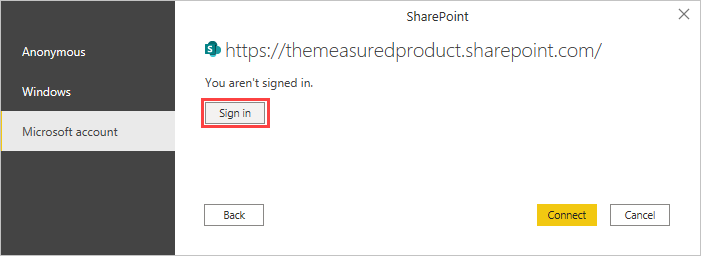 SharePoint
Anonymous
Windows
Microsoft account
https://themeasuredproduct.sharepoint.com/
You aren't signed in.
Sign in
Back
Connect
Cancel